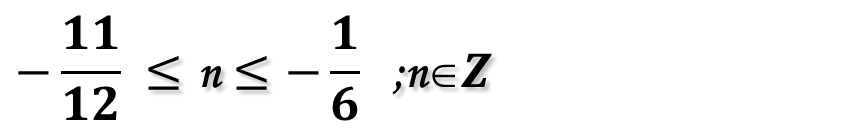 −11/12 ≤ n ≤ −1/6 ;n∈Z